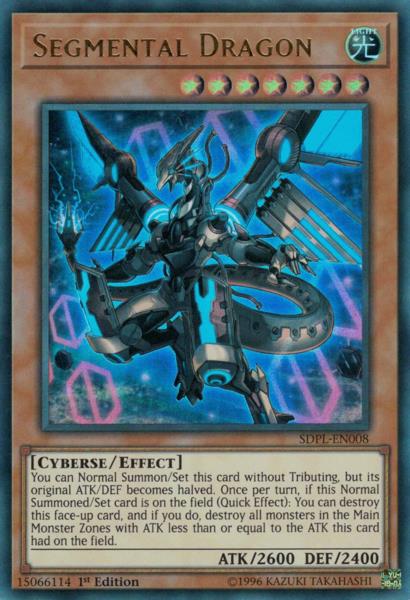 SEGMENTAL DRAGON
LIGHT
光
SDPL-EN008
[CYBERSE/EFFECT]
You can Normal Summon/Set this card without Tributing, but its
original ATK/DEF becomes halved. Once per turn, if this Normal
Summoned/Set card is on the field (Quick Effect): You can destroy
this face-up card, and if you do, destroy all monsters in the Main
Monster Zones with ATK less than or equal to the ATK this card
had on the field.
ATK/2600 DEF/2400
15066114 1st Edition ©1996 KAZUKI TAKAHASHI